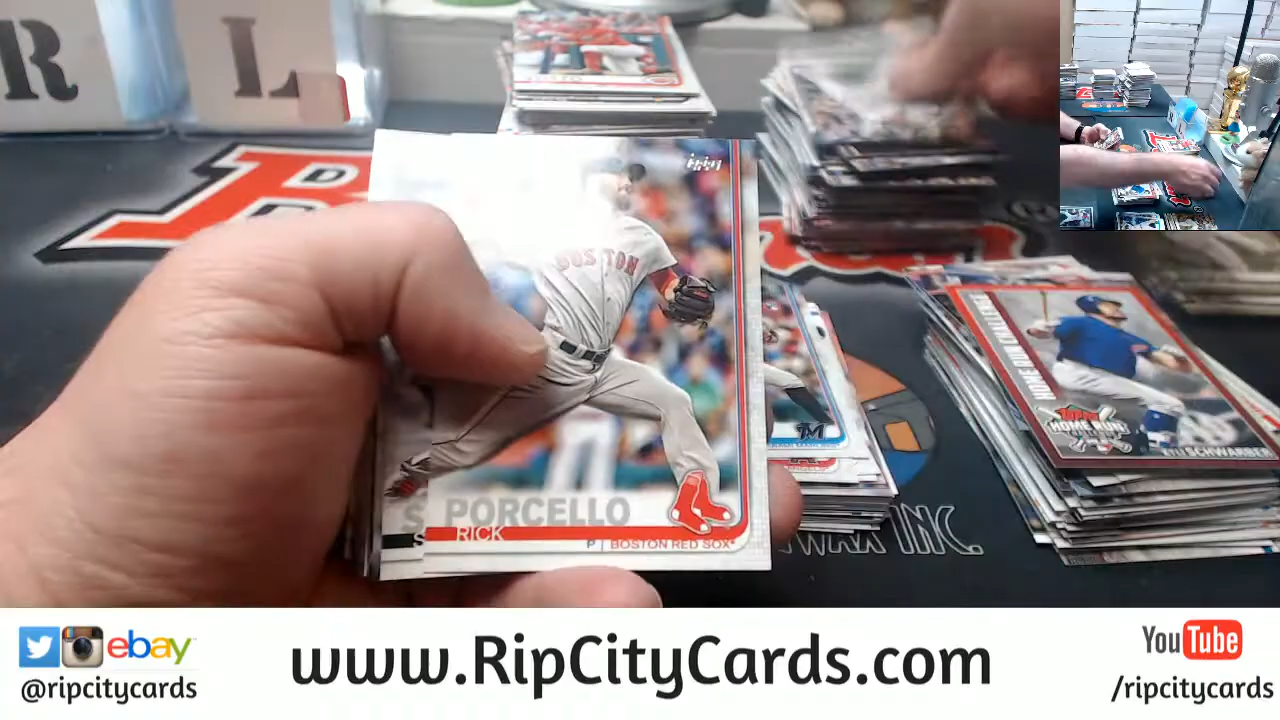 R L
D
D
BOSTON
PORCELLO
RICK
P | BOSTON RED SOX
S
S
M
ANGELS
HOME RUN CHALLENGE
HOME RUN
SCHWARBER
WAX INC.
®
ebay
@ripcitycards
www.RipCityCards.com
YouTube
/ripcitycards